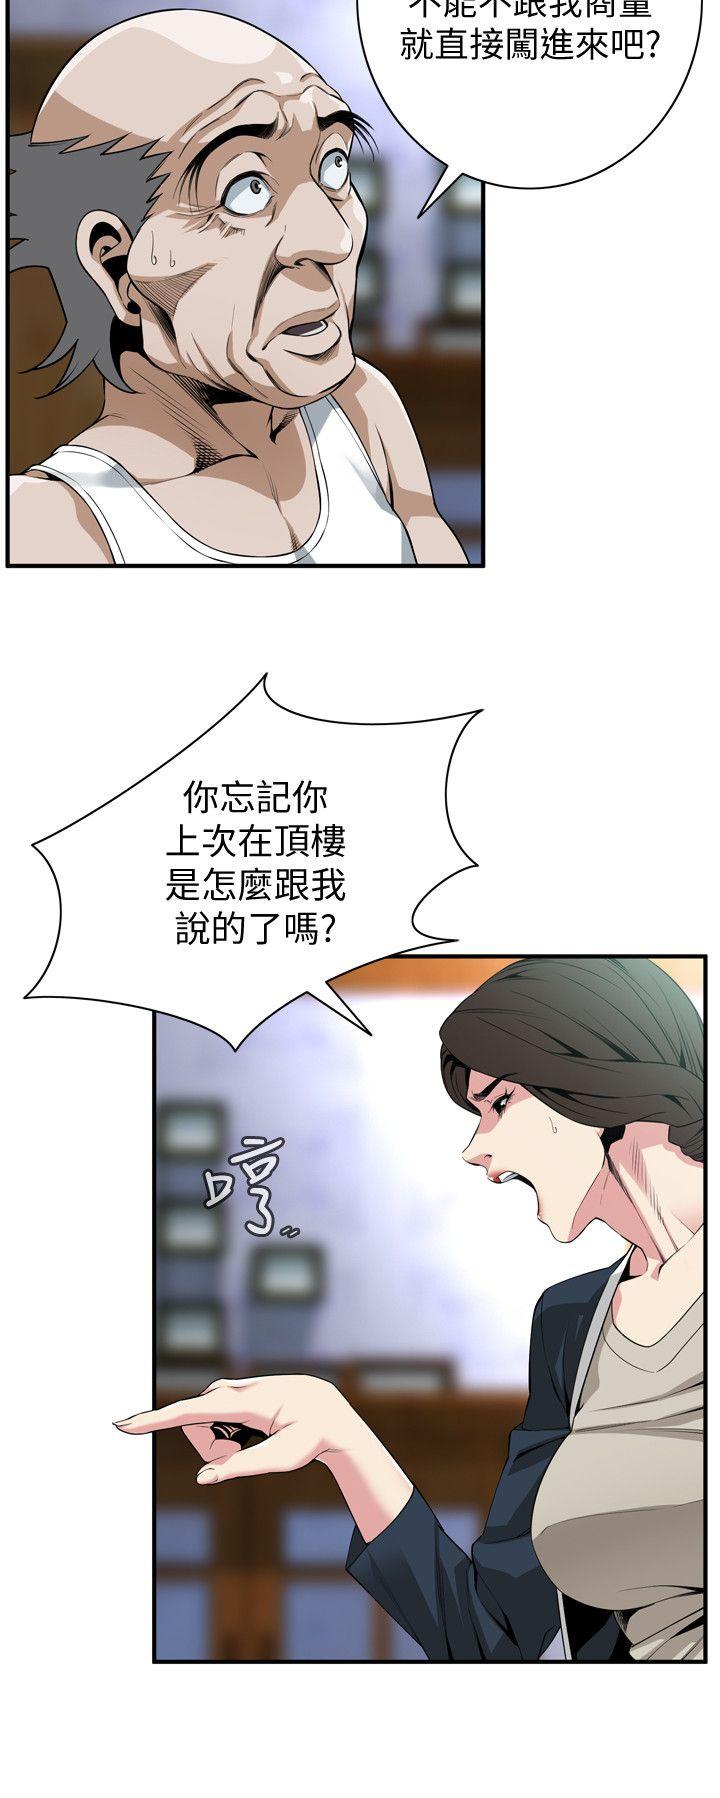 不能不跟我商量
就直接闖進來吧?
你忘記你
上次在頂樓
是怎麼跟我
說的了嗎?
哼